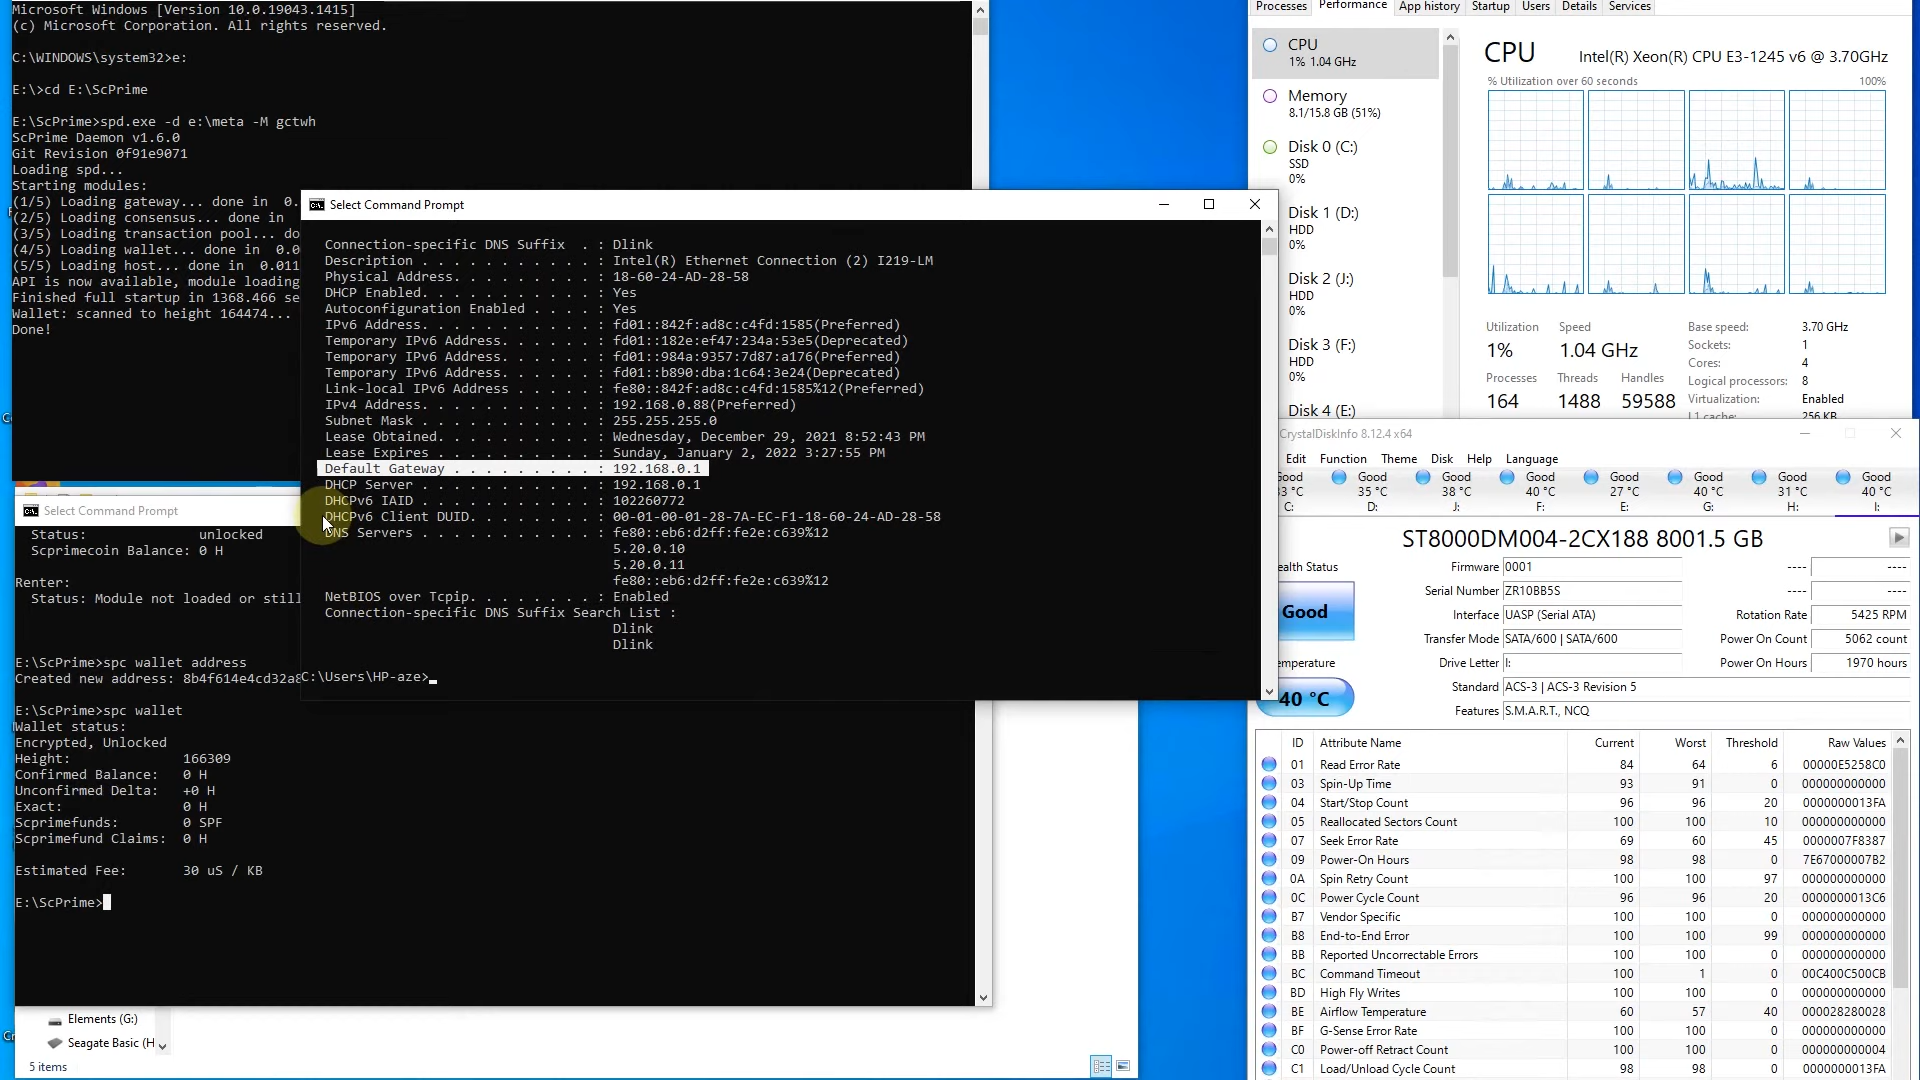 Microsoft Windows [Version 10.0.19043.1415]
(c) Microsoft Corporation. All rights reserved.
C:\WINDOWS\system32>e:
E:\>cd E:\ScPrime
E:\ScPrime>spd.exe -d e:\meta -M gctwh
ScPrime Daemon v1.6.0
Git Revision 0f91e9071
Loading spd...
Starting modules:
(1/5) Loading gateway... done in 0.
(2/5) Loading consensus... done in
(3/5) Loading transaction pool... do
(4/5) Loading wallet... done in 0.0
(5/5) Loading host... done in 0.011
API is now available, module loading
Finished full startup in 1368.466 se
Wallet: scanned to height 164474...
Done!
Select Command Prompt
Connection-specific DNS Suffix . : Dlink
Description . . . . . . . . . . . : Intel(R) Ethernet Connection (2) I219-LM
Physical Address. . . . . . . . . : 18-60-24-AD-28-58
DHCP Enabled. . . . . . . . . . . : Yes
Autoconfiguration Enabled . . . . : Yes
IPv6 Address. . . . . . . . . . . : fd01::842f:ad8c:c4fd:1585(Preferred)
Temporary IPv6 Address. . . . . . : fd01::182e:ef47:234a:53e5(Deprecated)
Temporary IPv6 Address. . . . . . : fd01::984a:9357:7d87:a176(Preferred)
Temporary IPv6 Address. . . . . . : fd01::b890:dba:1c64:3e24(Deprecated)
Link-local IPv6 Address . . . . . : fe80::842f:ad8c:c4fd:1585%12(Preferred)
IPv4 Address. . . . . . . . . . . : 192.168.0.88(Preferred)
Subnet Mask . . . . . . . . . . . : 255.255.255.0
Lease Obtained. . . . . . . . . . : Wednesday, December 29, 2021 8:52:43 PM
Lease Expires . . . . . . . . . . : Sunday, January 2, 2022 3:27:55 PM
Default Gateway . . . . . . . . . : 192.168.0.1
DHCP Server . . . . . . . . . . . : 192.168.0.1
DHCPv6 IAID . . . . . . . . . . . : 102260772
DHCPv6 Client DUID. . . . . . . . : 00-01-00-01-28-7A-EC-F1-18-60-24-AD-28-58
DNS Servers . . . . . . . . . . . : fe80::eb6:d2ff:fe2e:c639%12
5.20.0.10
5.20.0.11
fe80::eb6:d2ff:fe2e:c639%12
NetBIOS over Tcpip. . . . . . . . : Enabled
Connection-specific DNS Suffix Search List :
Dlink
Dlink
C:\Users\HP-aze>
Select Command Prompt
Status: unlocked
Scprimecoin Balance: 0 H
Renter:
Status: Module not loaded or still
E:\ScPrime>spc wallet address
Created new address: 8b4f614e4cd32a8
E:\ScPrime>spc wallet
Wallet status:
Encrypted, Unlocked
Height: 166309
Confirmed Balance: 0 H
Unconfirmed Delta: +0 H
Exact: 0 H
Scprimefunds: 0 SPF
Scprimefund Claims: 0 H
Estimated Fee: 30 uS / KB
E:\ScPrime>
Elements (G:)
Seagate Basic (H
5 items
Processes Performance App history Startup Users Details Services
CPU
1% 1.04 GHz
Memory
8.1/15.8 GB (51%)
Disk 0 (C:)
SSD
0%
Disk 1 (D:)
HDD
0%
Disk 2 (J:)
HDD
0%
Disk 3 (F:)
HDD
0%
Disk 4 (E:)
CPU Intel(R) Xeon(R) CPU E3-1245 v6 @ 3.70GHz
% Utilization over 60 seconds 100%
Utilization Speed
1% 1.04 GHz
Processes Threads Handles
164 1488 59588
Base speed: 3.70 GHz
Sockets: 1
Cores: 4
Logical processors: 8
Virtualization: Enabled
L1 cache: 256 KB
CrystalDiskInfo 8.12.4 x64
Edit Function Theme Disk Help Language
Good Good Good Good Good Good Good
33 °C 35 °C 38 °C 40 °C 27 °C 40 °C 31 °C 40 °C
C: D: J: F: E: G: H: I:
ST8000DM004-2CX188 8001.5 GB
ealth Status
Good
emperature
40 °C
Firmware 0001 ---- ----
Serial Number ZR10BB5S ---- ----
Interface UASP (Serial ATA) Rotation Rate 5425 RPM
Transfer Mode SATA/600 | SATA/600 Power On Count 5062 count
Drive Letter I: Power On Hours 1970 hours
Standard ACS-3 | ACS-3 Revision 5
Features S.M.A.R.T., NCQ
ID Attribute Name Current Worst Threshold Raw Values
01 Read Error Rate 84 64 6 00000E5258C0
03 Spin-Up Time 93 91 0 000000000000
04 Start/Stop Count 96 96 20 0000000013FA
05 Reallocated Sectors Count 100 100 10 000000000000
07 Seek Error Rate 69 60 45 0000007F8387
09 Power-On Hours 98 98 0 7E67000007B2
0A Spin Retry Count 100 100 97 000000000000
0C Power Cycle Count 96 96 20 0000000013C6
B7 Vendor Specific 100 100 0 000000000000
B8 End-to-End Error 100 100 99 000000000000
BB Reported Uncorrectable Errors 100 100 0 000000000000
BC Command Timeout 100 1 0 00C400C500CB
BD High Fly Writes 100 100 0 000000000000
BE Airflow Temperature 60 57 40 000028280028
BF G-Sense Error Rate 100 100 0 000000000000
C0 Power-off Retract Count 100 100 0 000000000004
C1 Load/Unload Cycle Count 98 98 0 0000000013FA